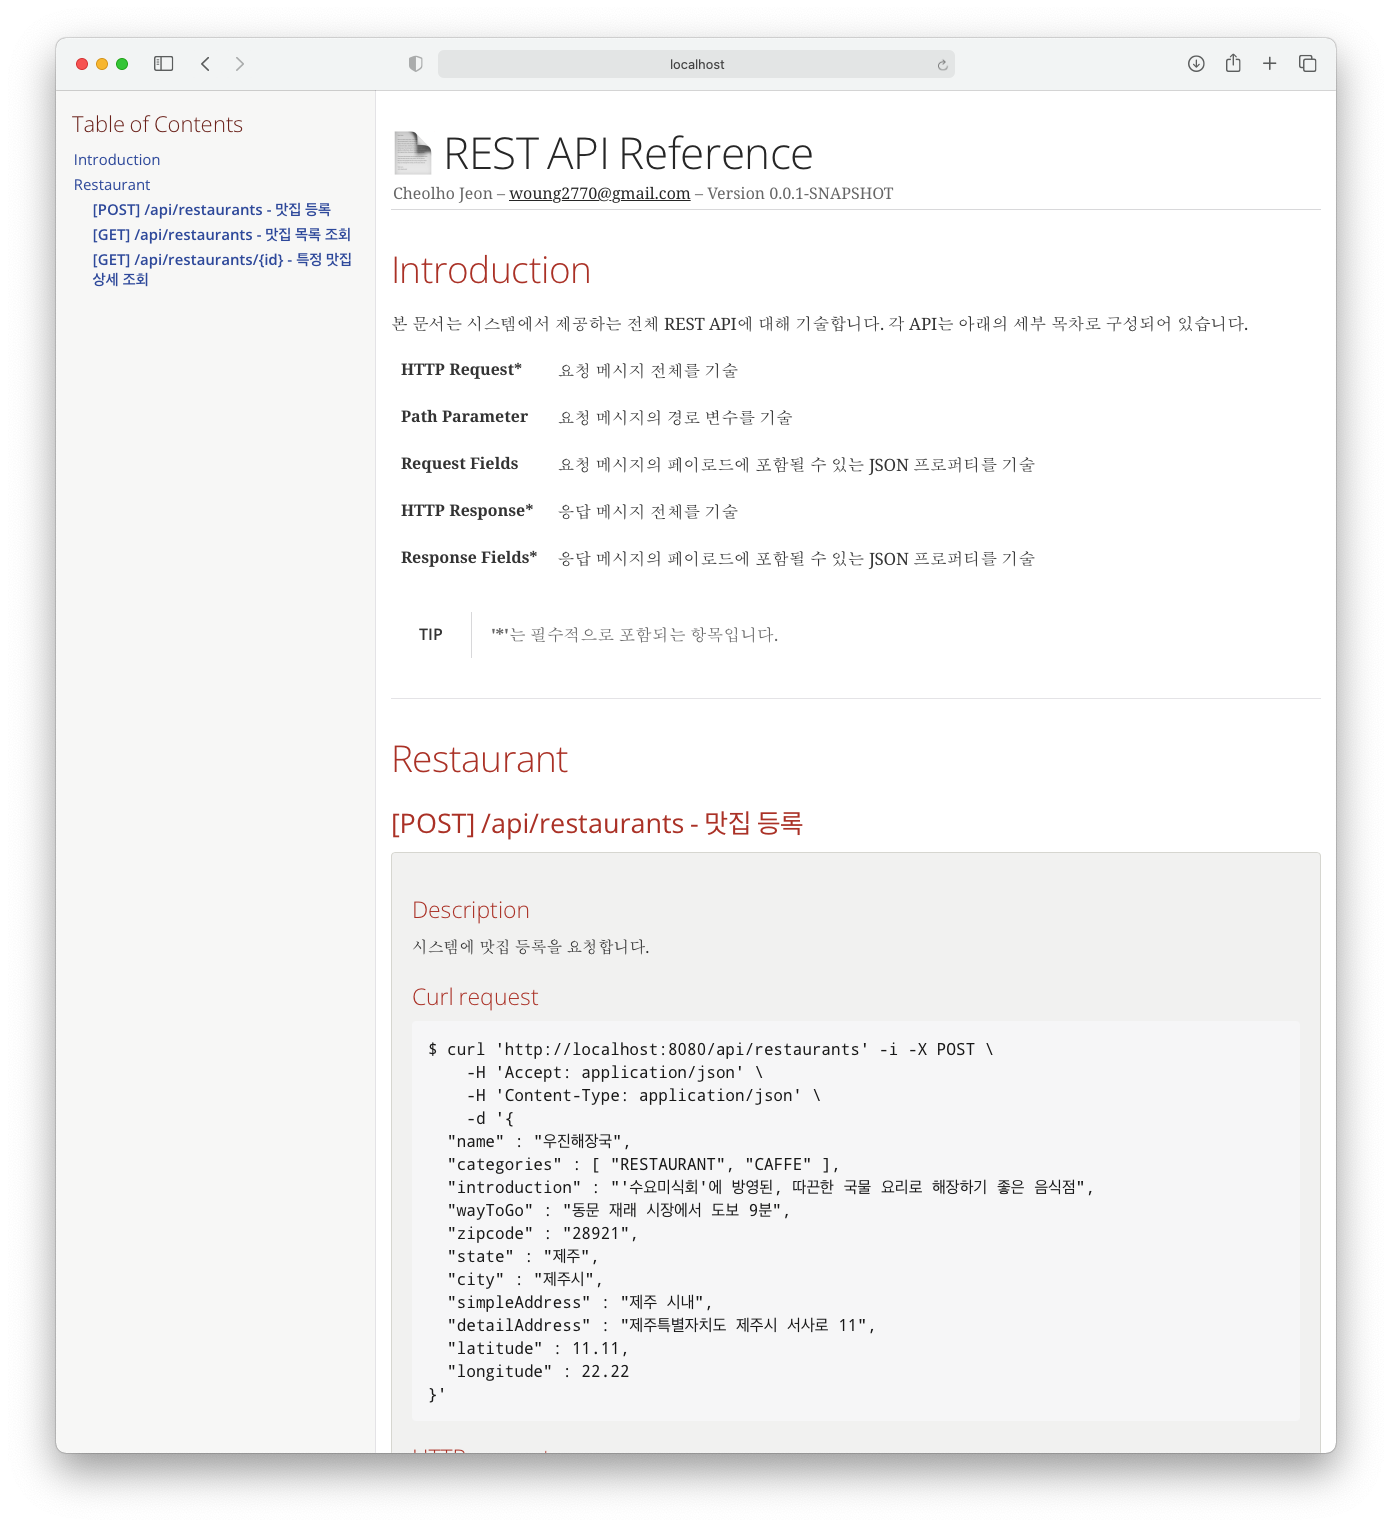 localhost
Table of Contents
Introduction
Restaurant
[POST] /api/restaurants - 맛집 등록
[GET] /api/restaurants - 맛집 목록 조회
[GET] /api/restaurants/{id} - 특정 맛집
상세 조회
REST API Reference
Cheolho Jeon – woung2770@gmail.com – Version 0.0.1-SNAPSHOT
Introduction
본 문서는 시스템에서 제공하는 전체 REST API에 대해 기술합니다. 각 API는 아래의 세부 목차로 구성되어 있습니다.
HTTP Request* 요청 메시지 전체를 기술
Path Parameter 요청 메시지의 경로 변수를 기술
Request Fields 요청 메시지의 페이로드에 포함될 수 있는 JSON 프로퍼티를 기술
HTTP Response* 응답 메시지 전체를 기술
Response Fields* 응답 메시지의 페이로드에 포함될 수 있는 JSON 프로퍼티를 기술
TIP '*'는 필수적으로 포함되는 항목입니다.
Restaurant
[POST] /api/restaurants - 맛집 등록
Description
시스템에 맛집 등록을 요청합니다.
Curl request
$ curl 'http://localhost:8080/api/restaurants' -i -X POST \
    -H 'Accept: application/json' \
    -H 'Content-Type: application/json' \
    -d '{
  "name" : "우진해장국",
  "categories" : [ "RESTAURANT", "CAFFE" ],
  "introduction" : "'수요미식회'에 방영된, 따끈한 국물 요리로 해장하기 좋은 음식점",
  "wayToGo" : "동문 재래 시장에서 도보 9분",
  "zipcode" : "28921",
  "state" : "제주",
  "city" : "제주시",
  "simpleAddress" : "제주 시내",
  "detailAddress" : "제주특별자치도 제주시 서사로 11",
  "latitude" : 11.11,
  "longitude" : 22.22
}'